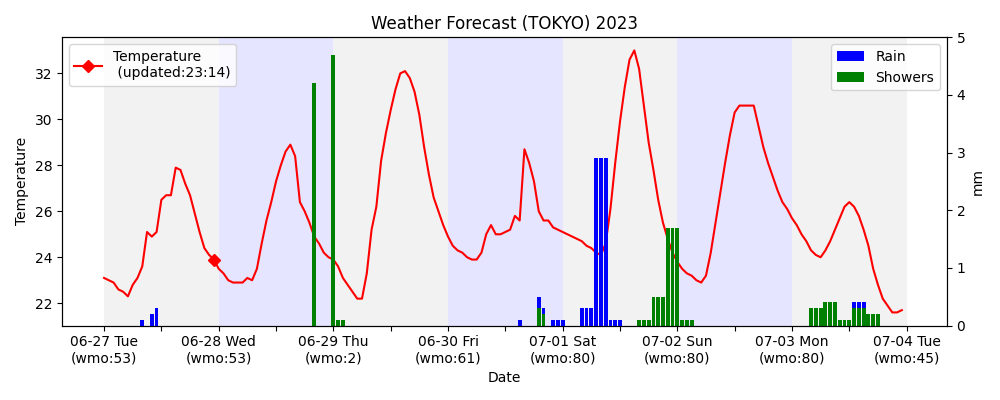 Weather Forecast (TOKYO) 2023
Temperature
(updated:23:14)
Rain
Showers
Temperature
32
30
28
26
24
22
5
4
3
2
1
0
mm
06-27 Tue
(wmo:53)
06-28 Wed
(wmo:53)
06-29 Thu
(wmo:2)
06-30 Fri
(wmo:61)
07-01 Sat
(wmo:80)
07-02 Sun
(wmo:80)
07-03 Mon
(wmo:80)
07-04 Tue
(wmo:45)
Date